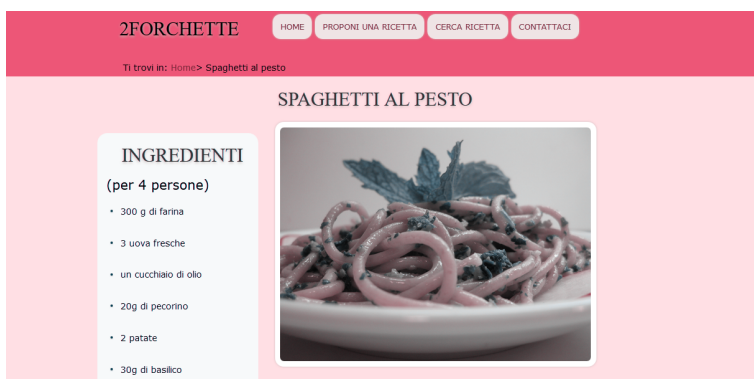 2FORCHETTE
HOME PROPONI UNA RICETTA CERCA RICETTA CONTATTACI
Ti trovi in: Home> Spaghetti al pesto
SPAGHETTI AL PESTO
INGREDIENTI
(per 4 persone)
• 300 g di farina
• 3 uova fresche
• un cucchiaio di olio
• 20g di pecorino
• 2 patate
• 30g di basilico